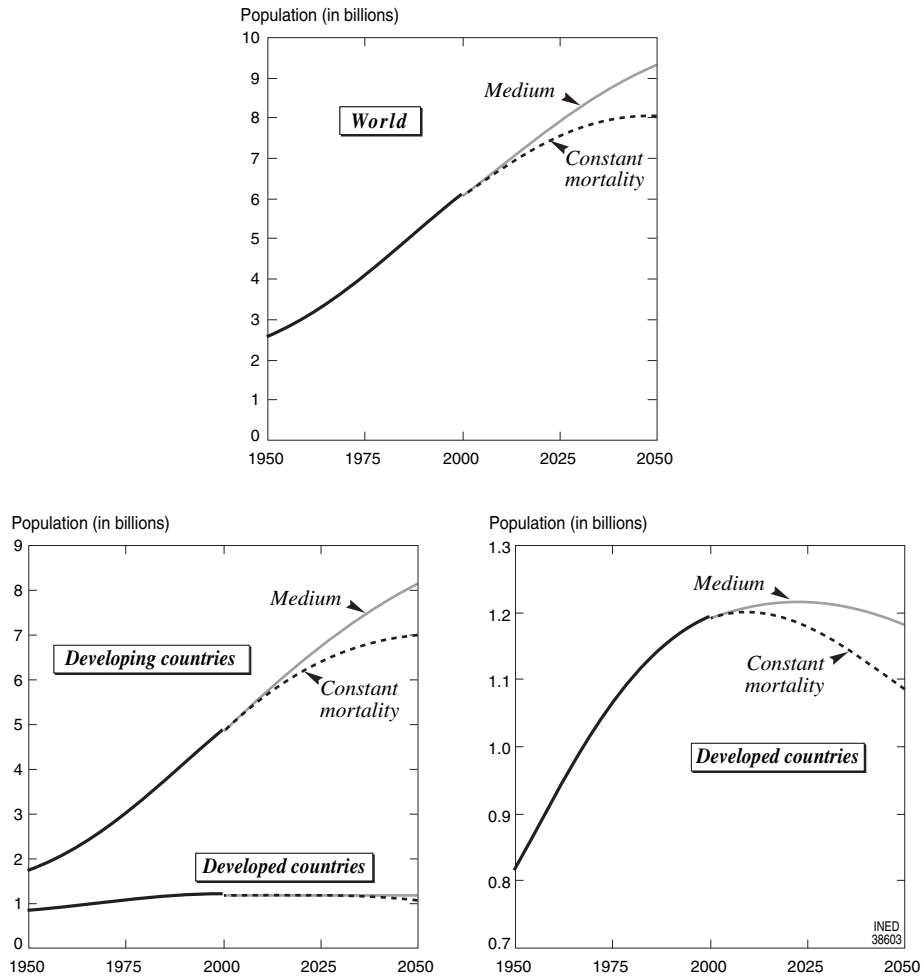 Population (in billions)
10
9
8
7
6
5
4
3
2
1
0
1950 1975 2000 2025 2050
World
Medium
Constant
mortality
Population (in billions)
9
8
7
6
5
4
3
2
1
0
1950 1975 2000 2025 2050
Medium
Developing countries
Constant
mortality
Developed countries
Population (in billions)
1.3
1.2
1.1
1.0
0.9
0.8
0.7
1950 1975 2000 2025 2050
Medium
Constant
mortality
Developed countries
INED
38603